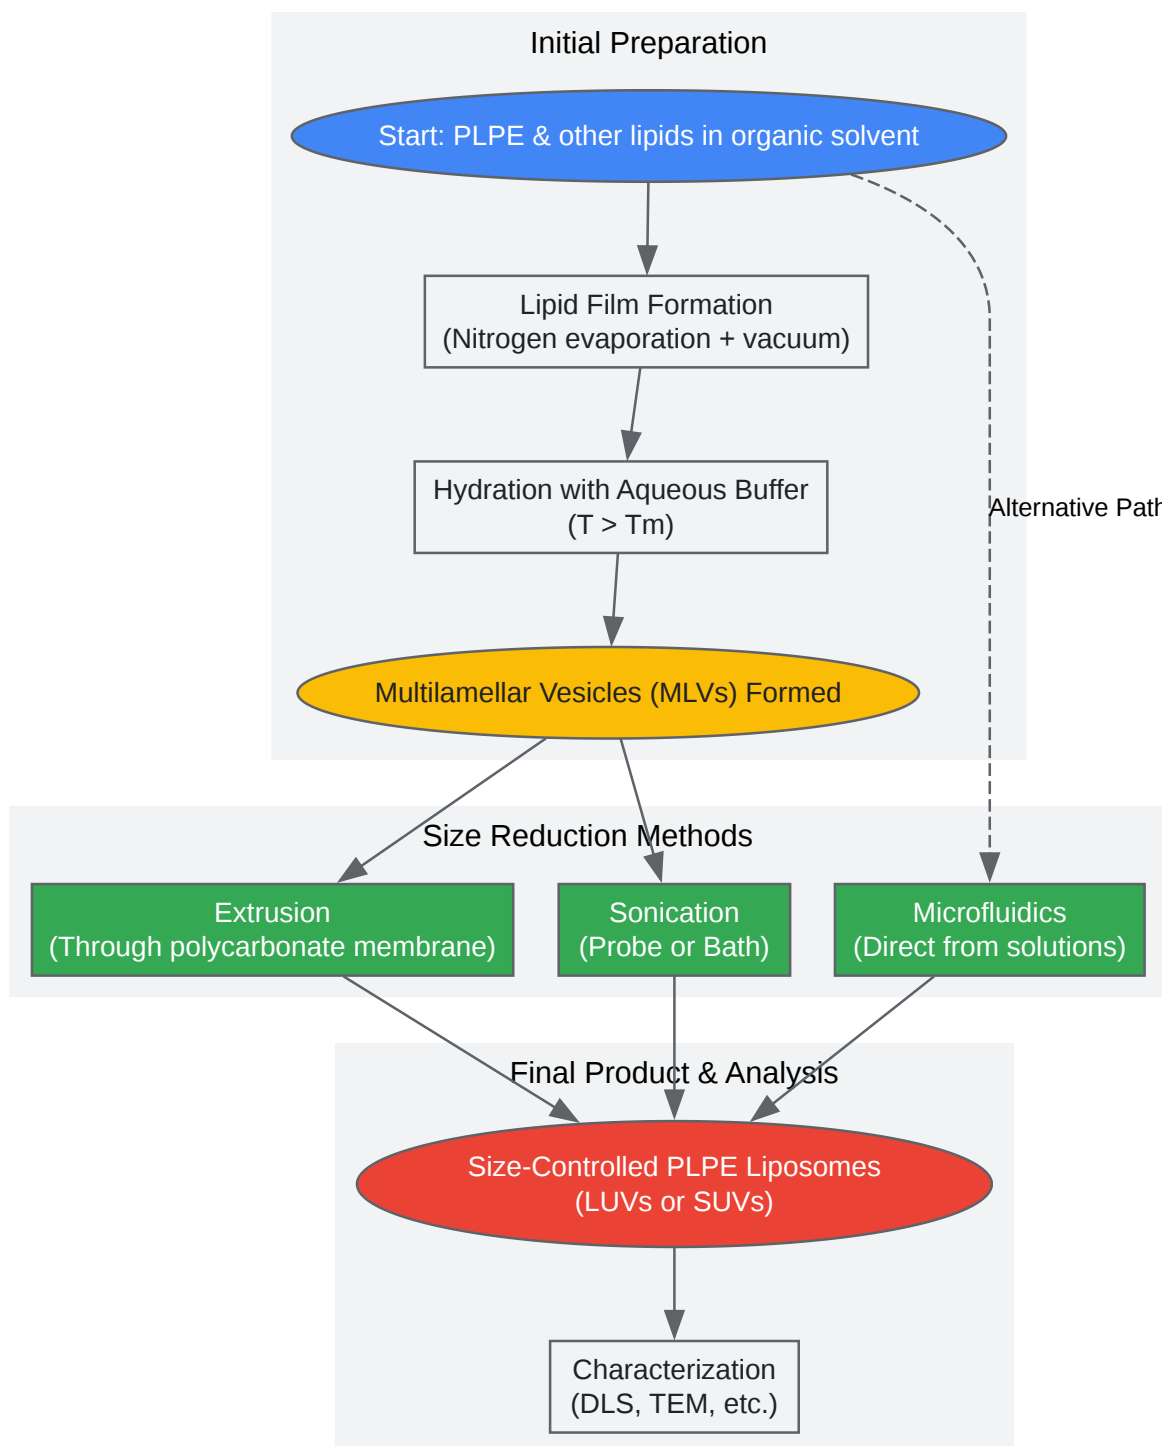 Initial Preparation
Start: PLPE & other lipids in organic solvent
Lipid Film Formation
(Nitrogen evaporation + vacuum)
Hydration with Aqueous Buffer
(T > Tm)
Alternative Path
Multilamellar Vesicles (MLVs) Formed
Size Reduction Methods
Extrusion
(Through polycarbonate membrane)
Sonication
(Probe or Bath)
Microfluidics
(Direct from solutions)
Final Product & Analysis
Size-Controlled PLPE Liposomes
(LUVs or SUVs)
Characterization
(DLS, TEM, etc.)